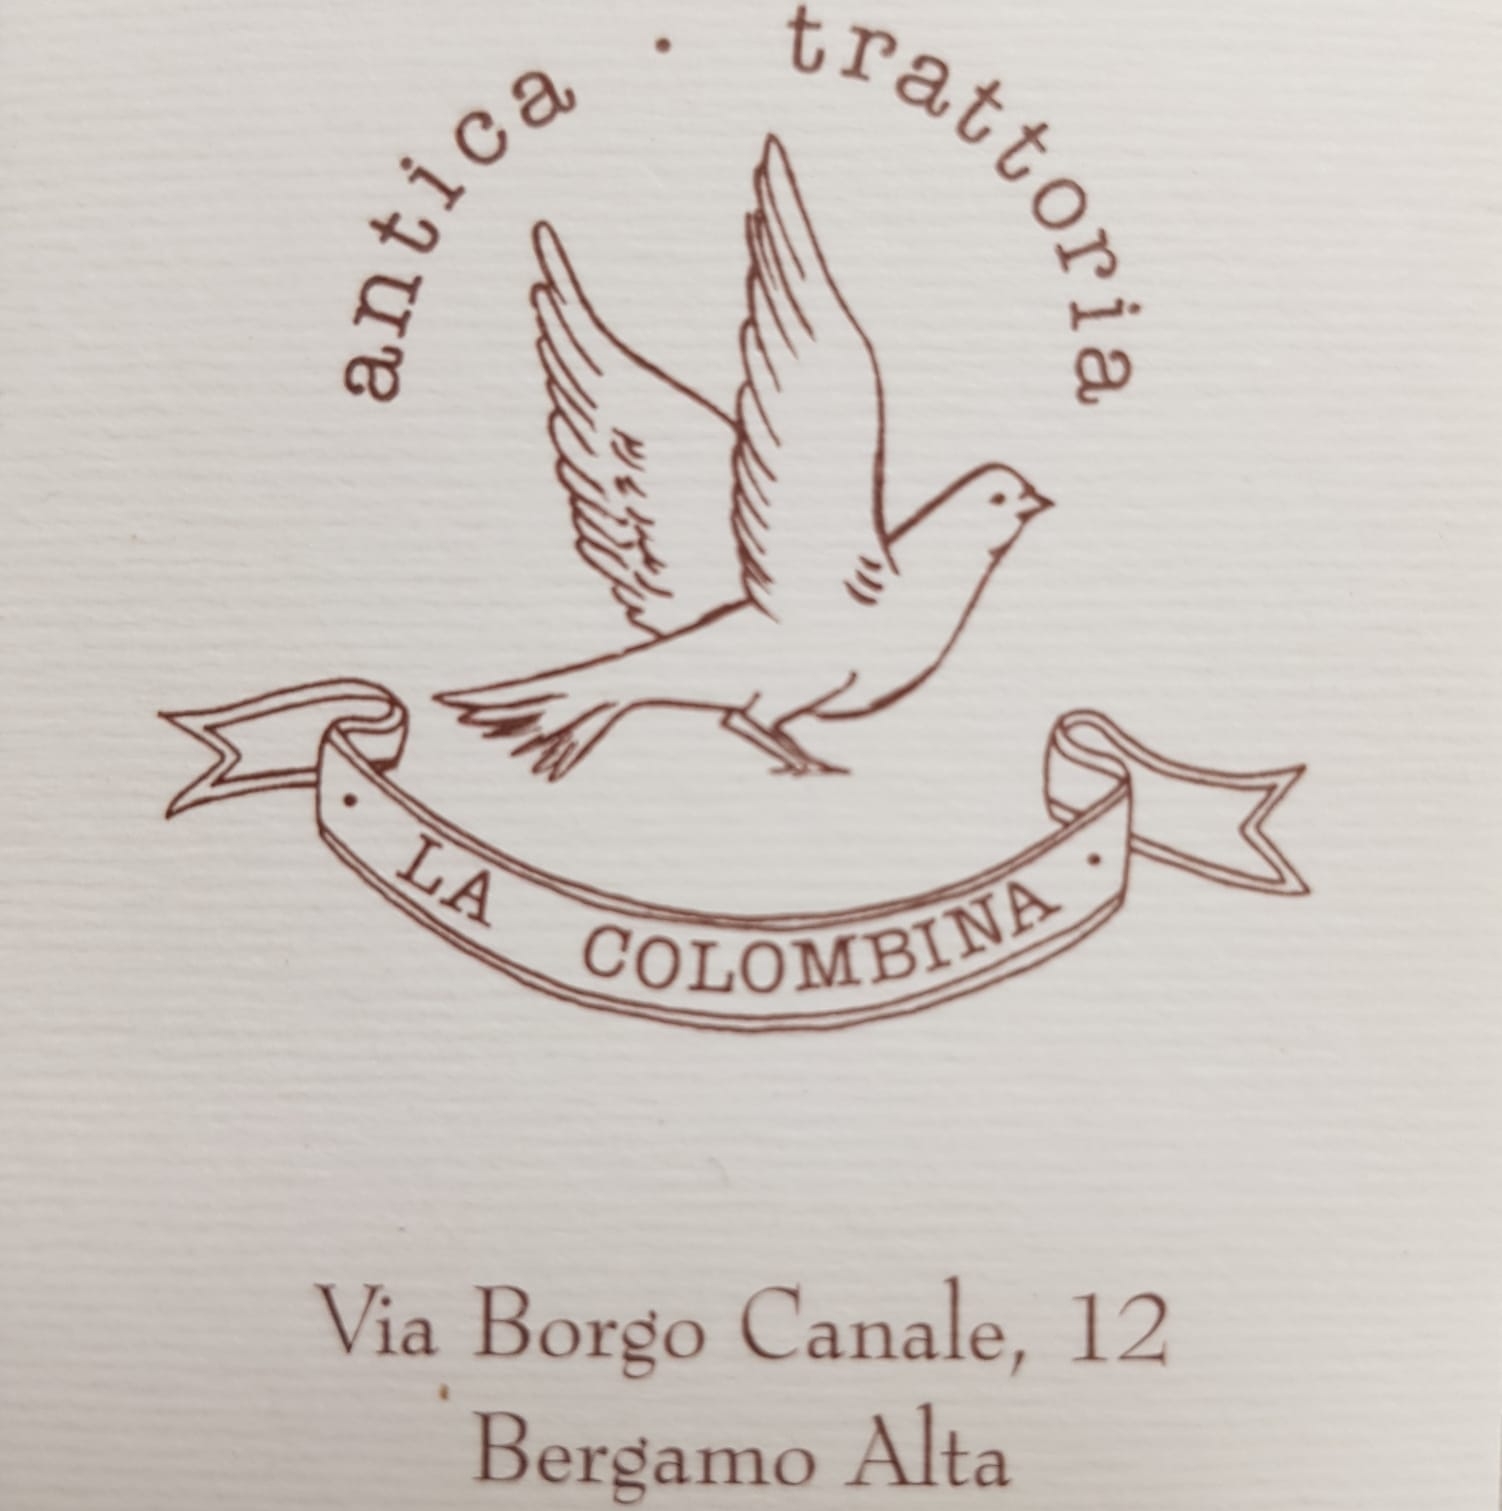 antica · trattoria
· LA COLOMBINA ·
Via Borgo Canale, 12
Bergamo Alta